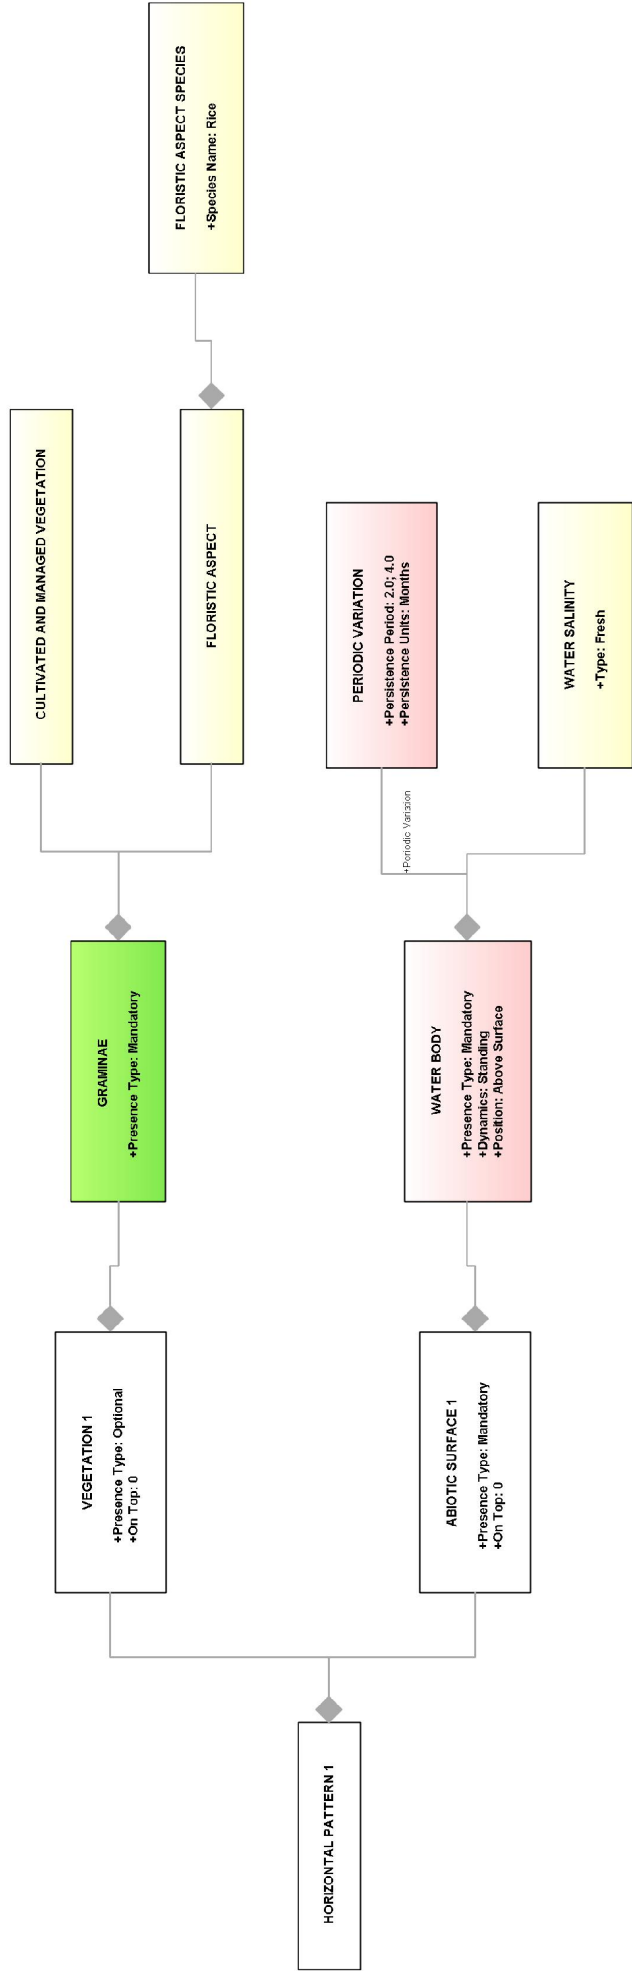 HORIZONTAL PATTERN 1
VEGETATION 1
+Presence Type: Optional
+On Top: 0
GRAMINAE
+Presence Type: Mandatory
CULTIVATED AND MANAGED VEGETATION
FLORISTIC ASPECT
FLORISTIC ASPECT SPECIES
+Species Name: Rice
ABIOTIC SURFACE 1
+Presence Type: Mandatory
+On Top: 0
WATER BODY
+Presence Type: Mandatory
+Dynamics: Standing
+Position: Above Surface
+Periodic Variation
PERIODIC VARIATION
+Persistence Period: 2.0; 4.0
+Persistence Units: Months
WATER SALINITY
+Type: Fresh